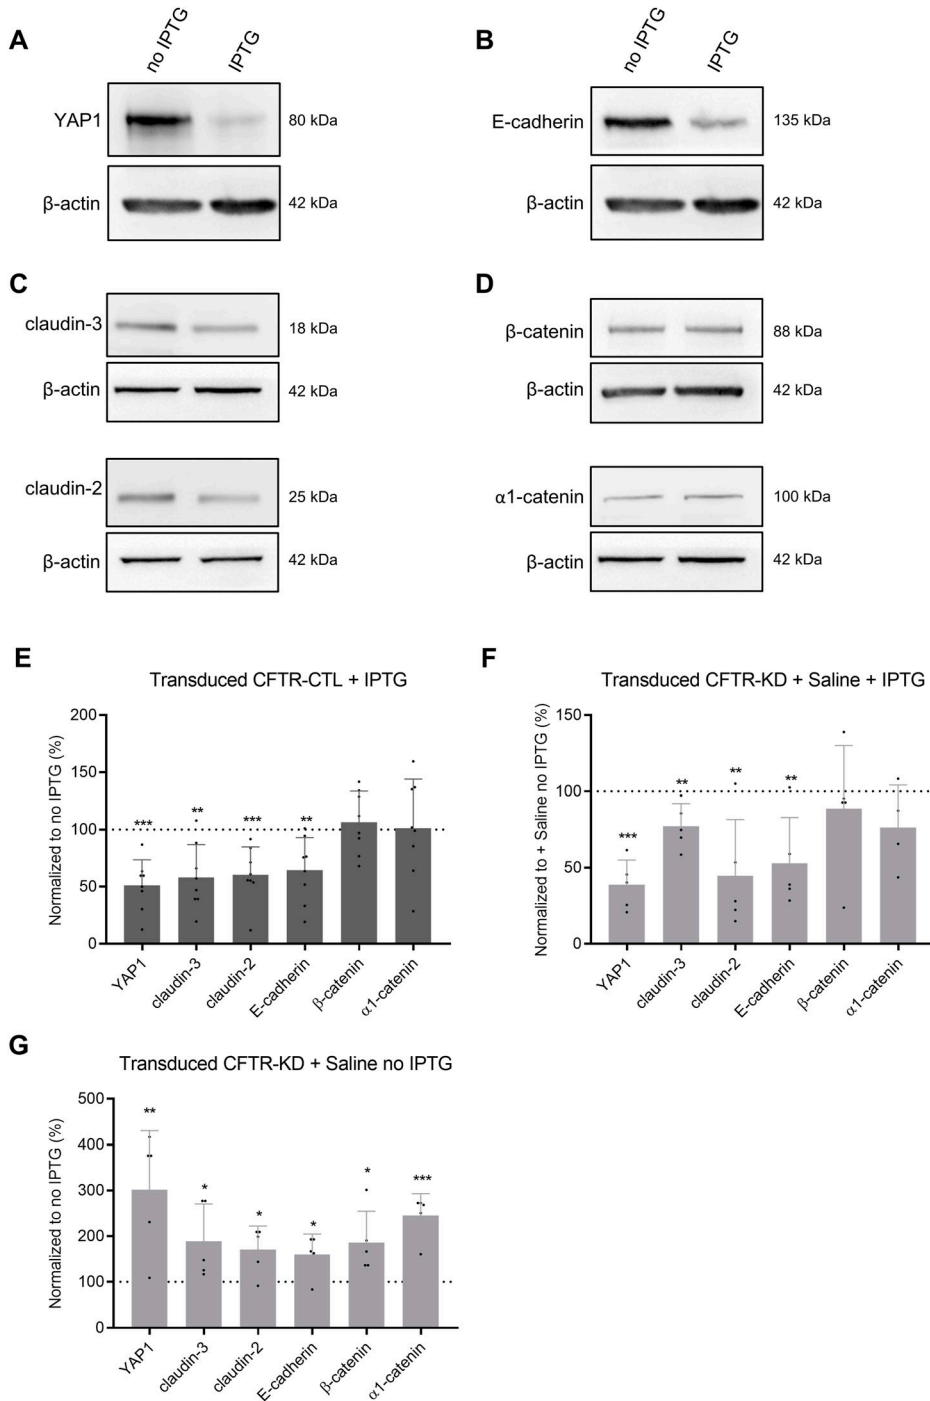 A
no IPTG
IPTG
YAP1
80 kDa
β-actin
42 kDa
B
no IPTG
IPTG
E-cadherin
135 kDa
β-actin
42 kDa
C
claudin-3
18 kDa
β-actin
42 kDa
claudin-2
25 kDa
β-actin
42 kDa
D
β-catenin
88 kDa
β-actin
42 kDa
α1-catenin
100 kDa
β-actin
42 kDa
E
Transduced CFTR-CTL + IPTG
Normalized to no IPTG (%)
200
150
100
50
0
***
**
***
**
YAP1
claudin-3
claudin-2
E-cadherin
β-catenin
α1-catenin
F
Transduced CFTR-KD + Saline + IPTG
Normalized to + Saline no IPTG (%)
150
100
50
0
***
**
**
**
YAP1
claudin-3
claudin-2
E-cadherin
β-catenin
α1-catenin
G
Transduced CFTR-KD + Saline no IPTG
Normalized to no IPTG (%)
500
400
300
200
100
0
**
*
*
*
*
***
YAP1
claudin-3
claudin-2
E-cadherin
β-catenin
α1-catenin